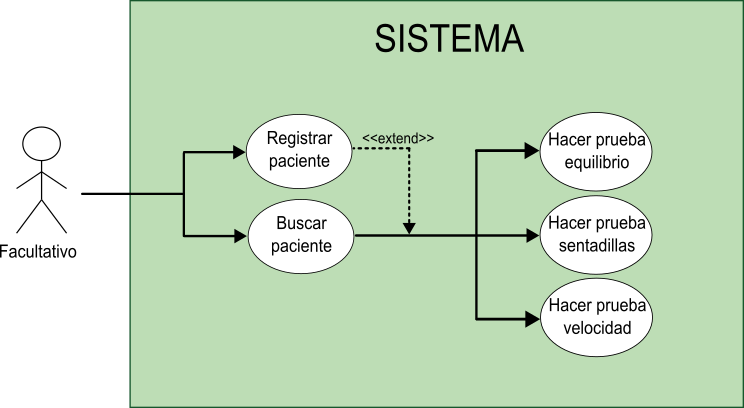 SISTEMA
Facultativo
Registrar
paciente
<<extend>>
Buscar
paciente
Hacer prueba
equilibrio
Hacer prueba
sentadillas
Hacer prueba
velocidad